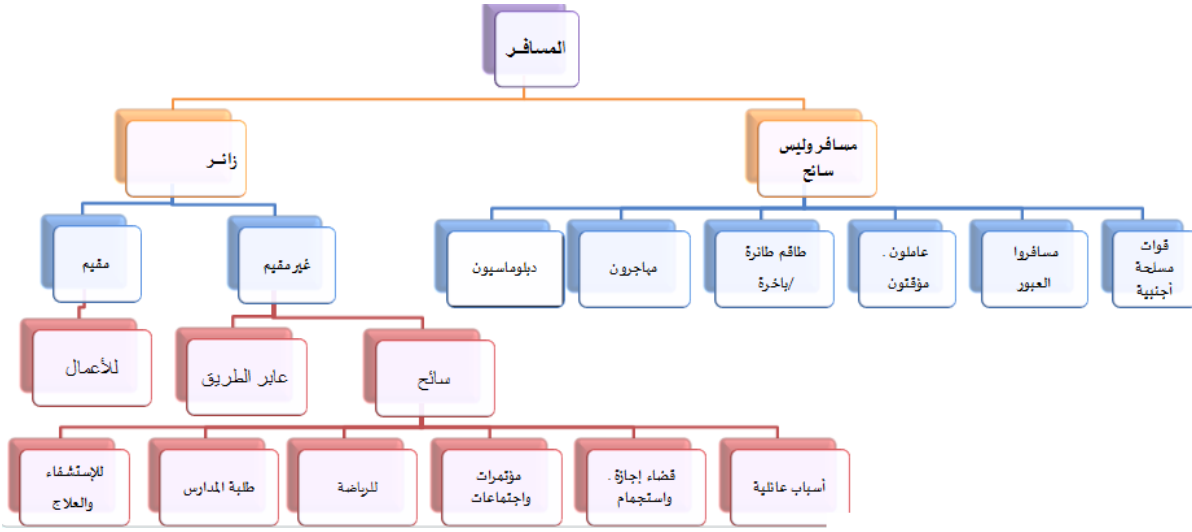 المسافر
زائر
مسافر وليس
سائح
مقيم
غير مقيم
دبلوماسيون
مهاجرون
طاقم طائرة
/باخرة
عاملون .
مؤقتون
مسافروا
العبور
قوات
مسلحة
أجنبية
للأعمال
عابر الطريق
سائح
للإستشفاء
والعلاج
طلبة المدارس
للرياضة
مؤتمرات
واجتماعات
قضاء إجازة .
واستجمام
أسباب عائلية